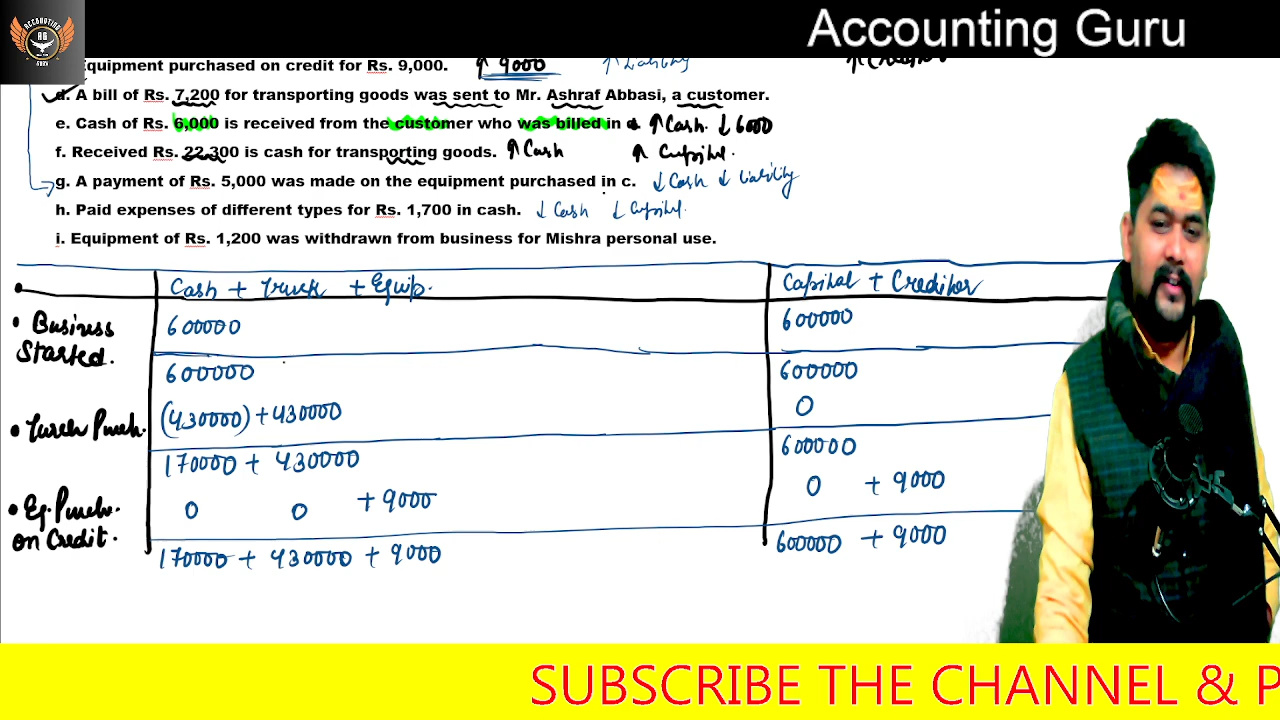 ACCOUNTING
AG
GURU
Accounting Guru
Equipment purchased on credit for Rs. 9,000. ↑ 9000 ↑ Liability
d. A bill of Rs. 7,200 for transporting goods was sent to Mr. Ashraf Abbasi, a customer.
e. Cash of Rs. 6,000 is received from the customer who was billed in d. ↑ Cash. ↓ 6000
f. Received Rs. 22,300 is cash for transporting goods. ↑ Cash ↑ Capital.
g. A payment of Rs. 5,000 was made on the equipment purchased in c. ↓ Cash ↓ Liability
h. Paid expenses of different types for Rs. 1,700 in cash. ↓ Cash ↓ Capital.
i. Equipment of Rs. 1,200 was withdrawn from business for Mishra personal use.
Cash + Truck + Equip. Capital + Creditor
• Business Started. 600000 600000
600000 600000
• Truck Purch. (430000) + 430000 0
170000 + 430000 600000
• Eq. Purch. on Credit. 0 0 + 9000 0 + 9000
170000 + 430000 + 9000 600000 + 9000
SUBSCRIBE THE CHANNEL & P